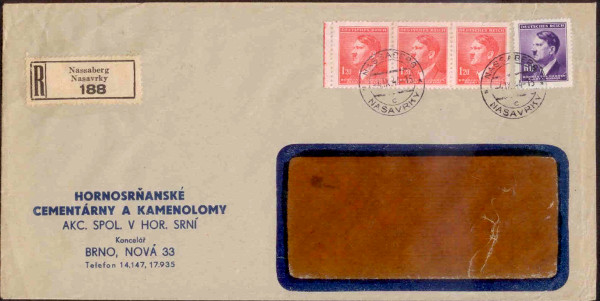 R
Nassaberg
Nasavrky
188
DEUTSCHES REICH
60
1.20
1.20
1.20
NASSABERG
NASAVRKY
c
NASSABERG
NASAVRKY
c
HORNOSRŇANSKÉ
CEMENTÁRNY A KAMENOLOMY
AKC. SPOL. V HOR. SRNÍ
Kancelář
BRNO, NOVÁ 33
Telefon 14.147, 17.935